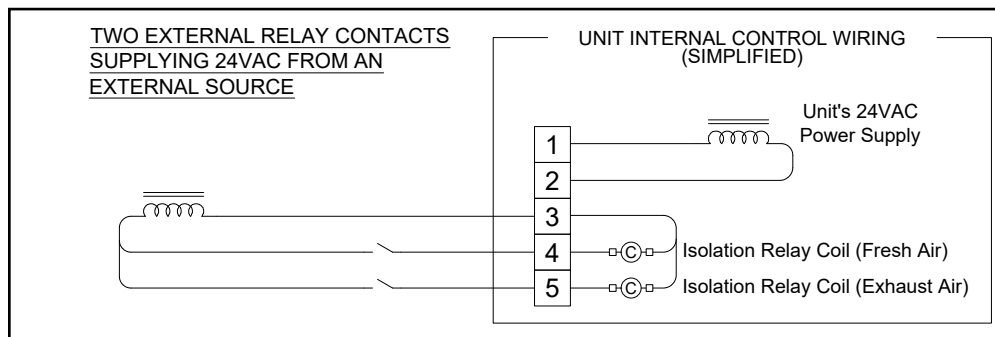 TWO EXTERNAL RELAY CONTACTS
SUPPLYING 24VAC FROM AN
EXTERNAL SOURCE
UNIT INTERNAL CONTROL WIRING
(SIMPLIFIED)
Unit's 24VAC
Power Supply
1
2
3
4
C
Isolation Relay Coil (Fresh Air)
5
C
Isolation Relay Coil (Exhaust Air)